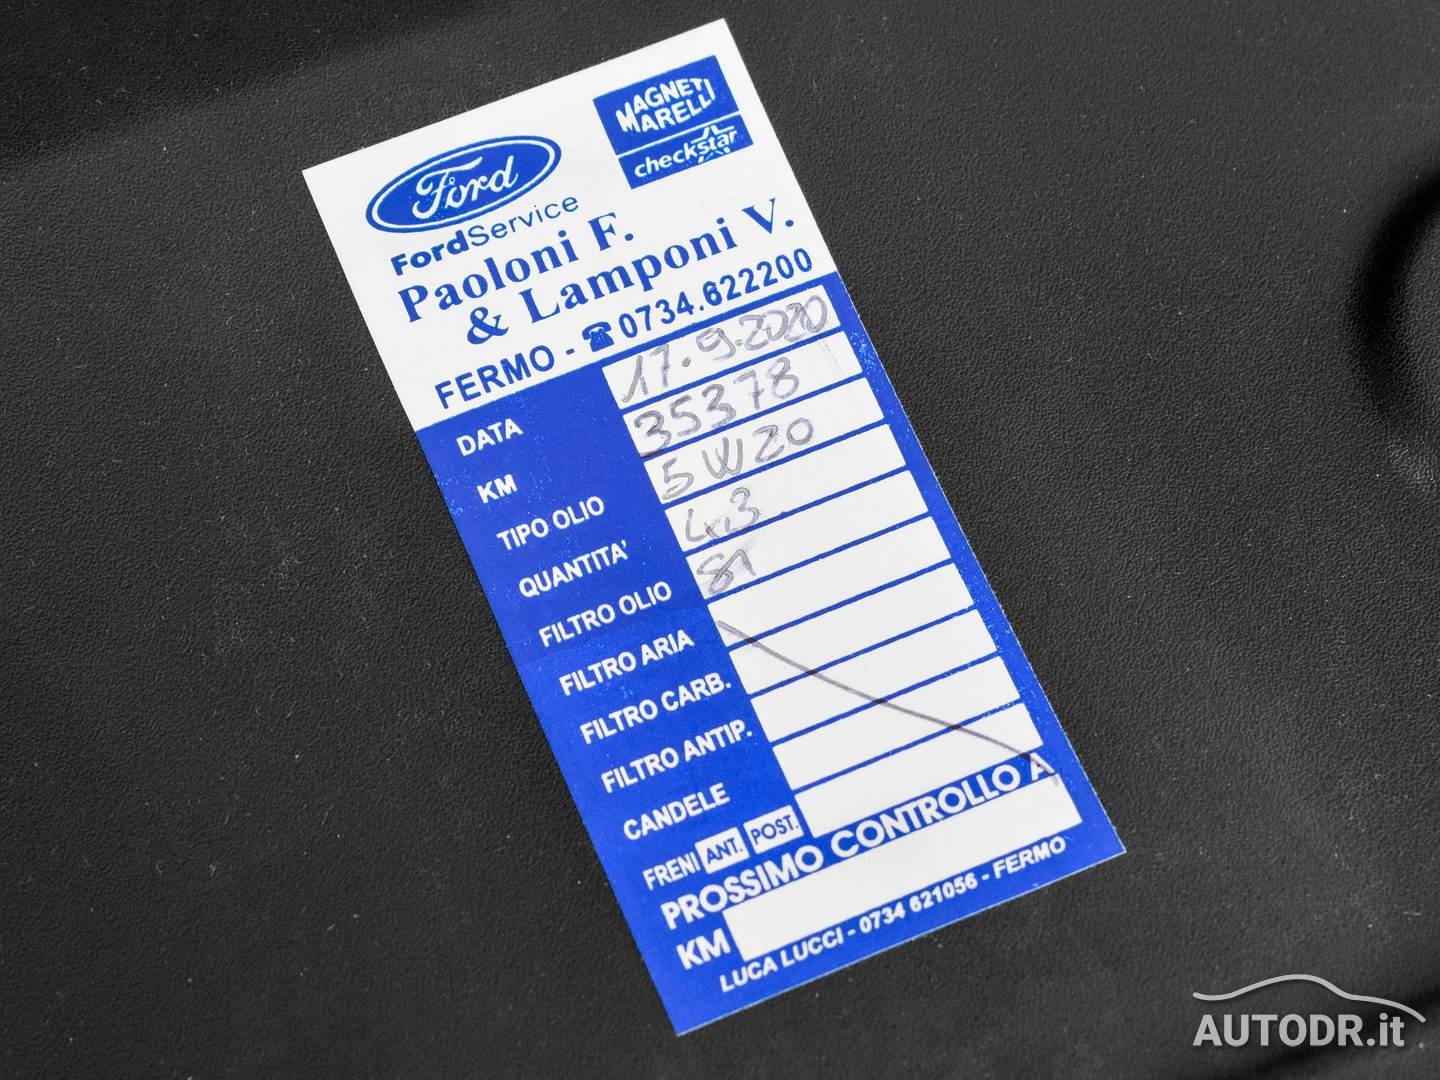 MAGNETI
MARELLI
checkstar
Ford
FordService
Paoloni F.
& Lamponi V.
FERMO - ☎ 0734.622200
DATA 17.9.2020
KM 35378
TIPO OLIO 5W20
QUANTITA' 4,3
FILTRO OLIO SI
FILTRO ARIA
FILTRO CARB.
FILTRO ANTIP.
CANDELE
FRENI ANT. POST.
PROSSIMO CONTROLLO A
KM
LUCA LUCCI - 0734 621056 - FERMO
AUTODR.it